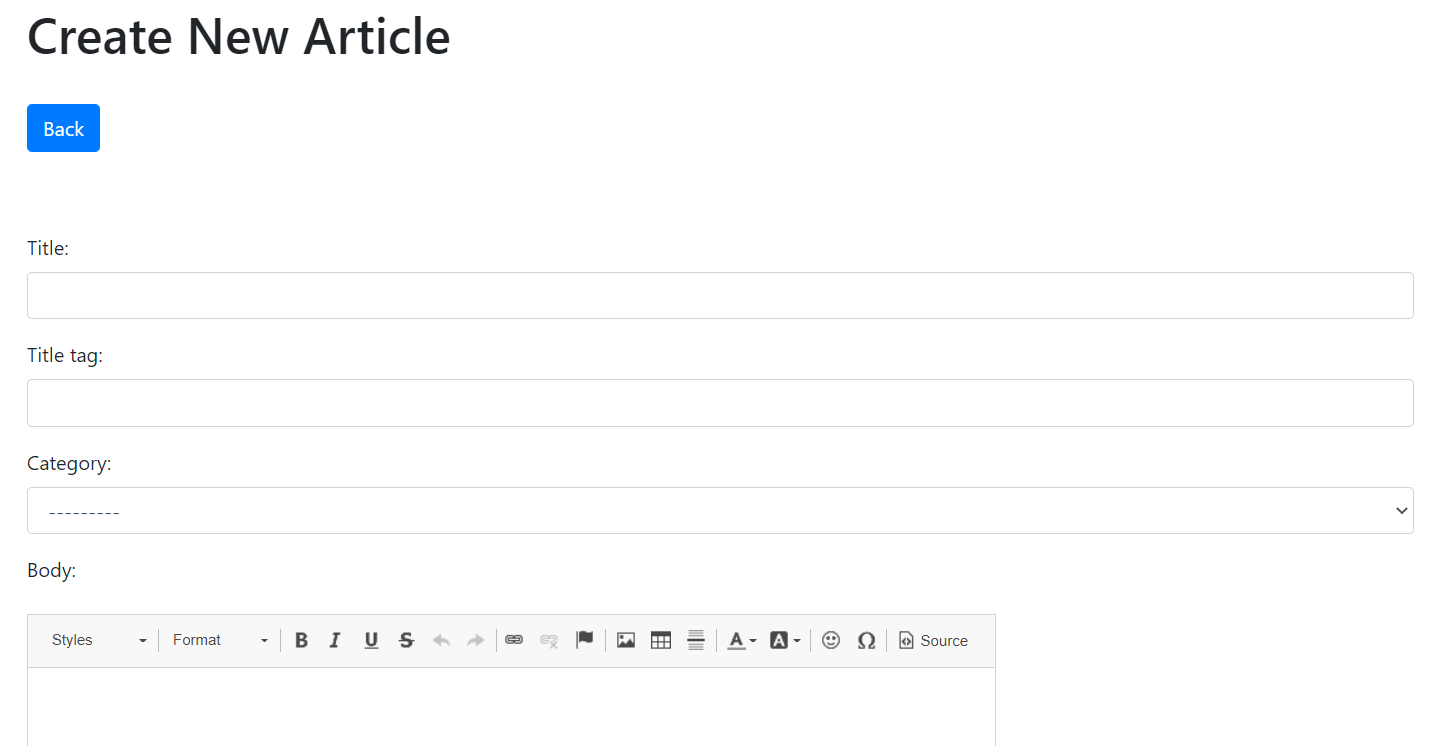 Create New Article
Back
Title:
Title tag:
Category:
---------
Body:
Styles Format B I U S A A Ω Source